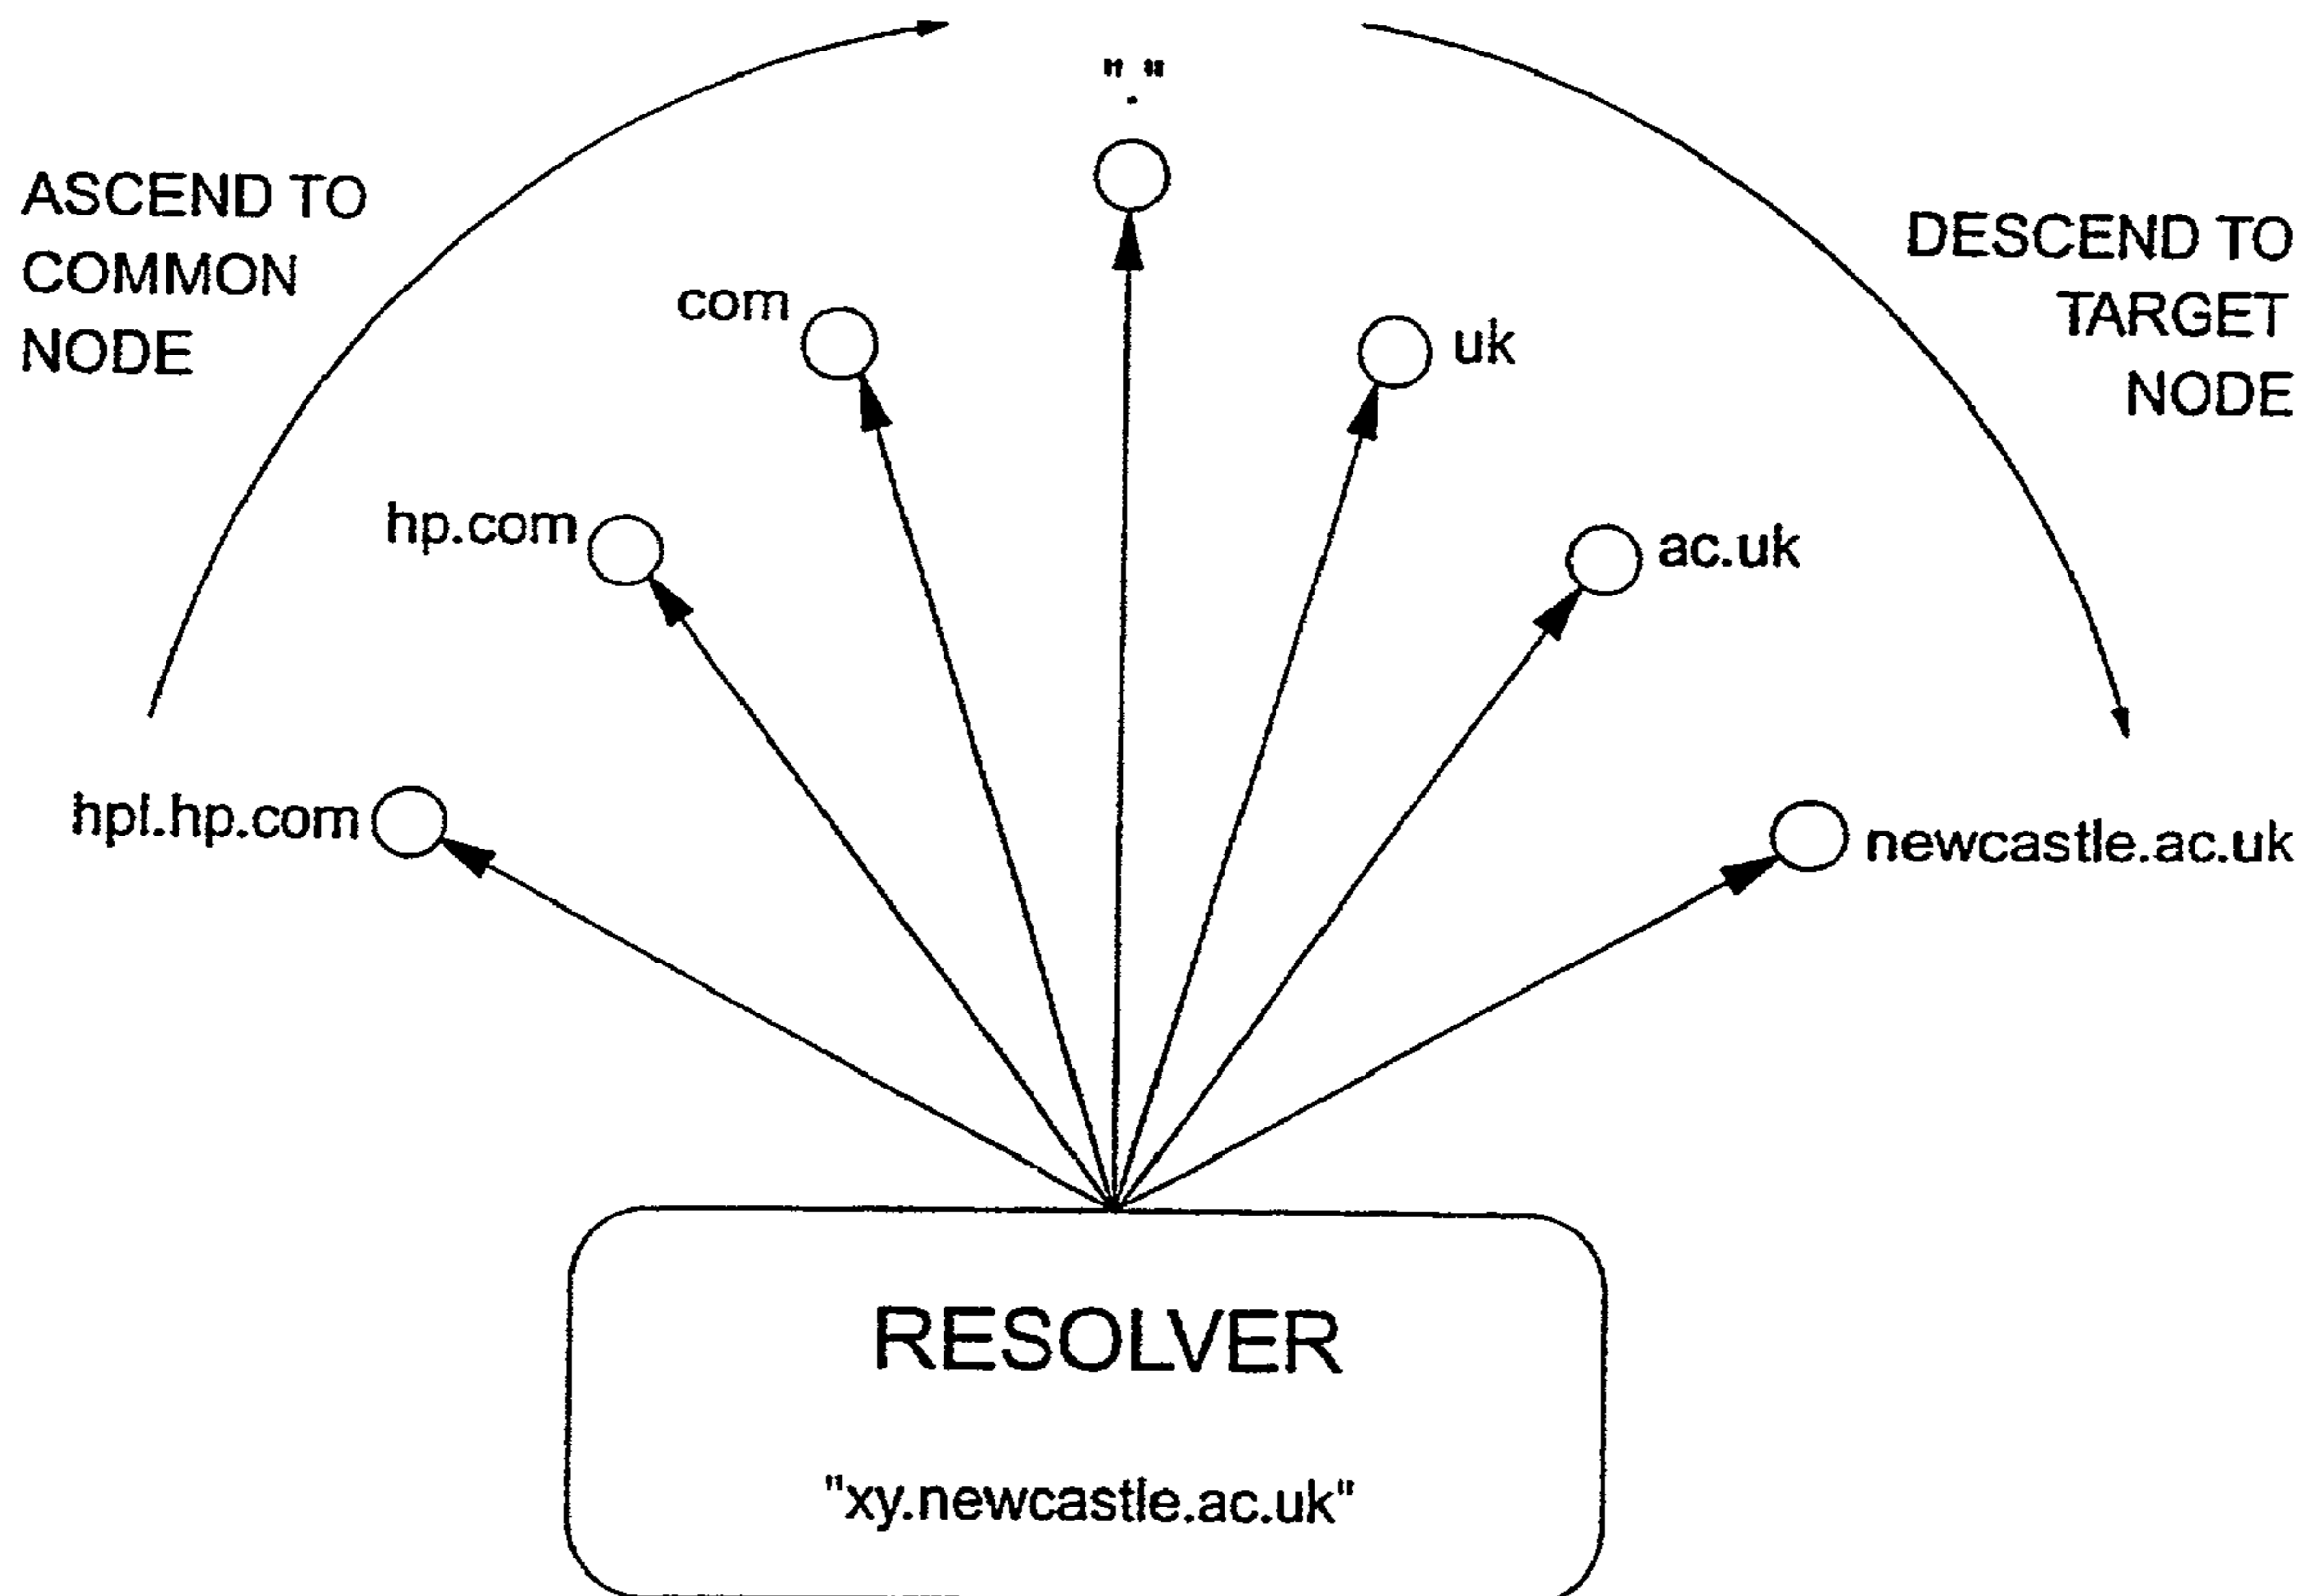 "."
ASCEND TO
COMMON
NODE
DESCEND TO
TARGET
NODE
com
uk
hp.com
ac.uk
hpl.hp.com
newcastle.ac.uk
RESOLVER
"xy.newcastle.ac.uk"